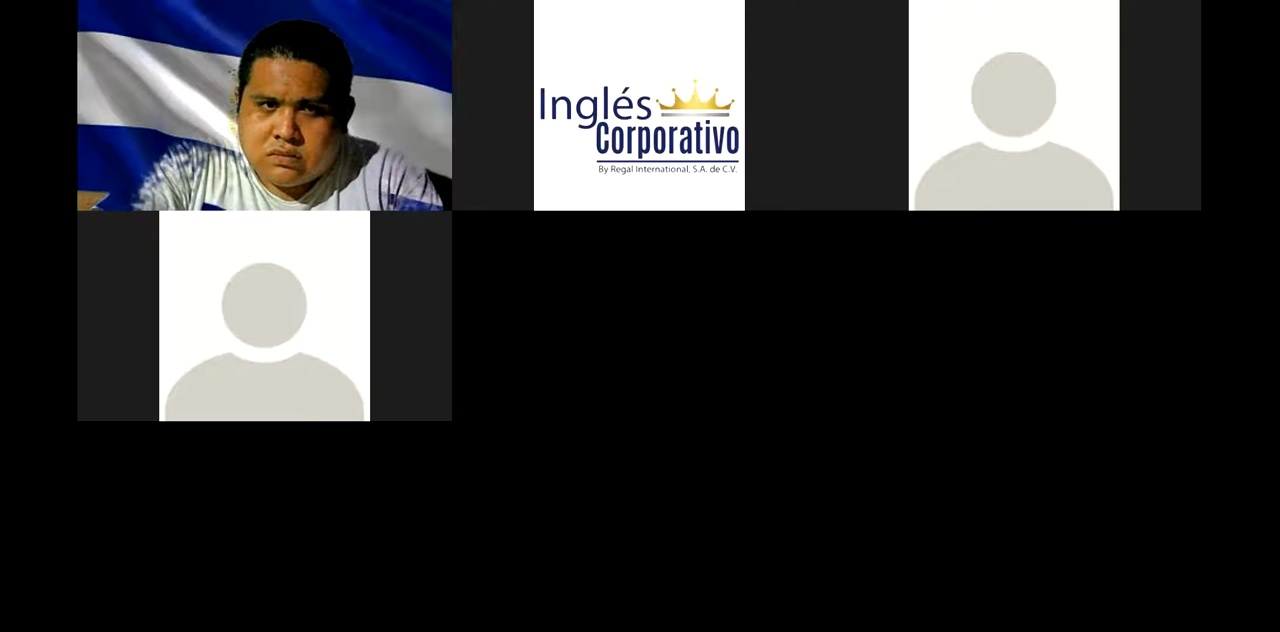 Inglés
Corporativo
By Regal International, S.A. de C.V.